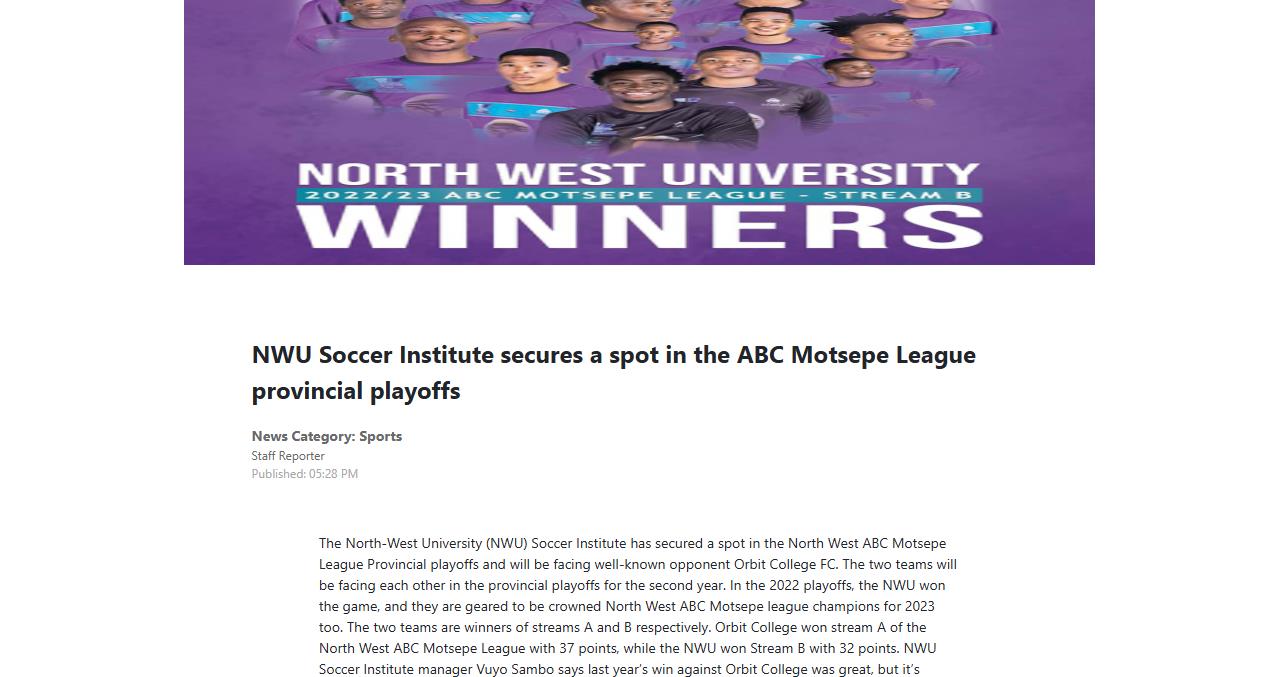 NORTH WEST UNIVERSITY
2022/23 ABC MOTSEPE LEAGUE - STREAM B
WINNERS
NWU Soccer Institute secures a spot in the ABC Motsepe League
provincial playoffs
News Category: Sports
Staff Reporter
Published: 05:28 PM
The North-West University (NWU) Soccer Institute has secured a spot in the North West ABC Motsepe
League Provincial playoffs and will be facing well-known opponent Orbit College FC. The two teams will
be facing each other in the provincial playoffs for the second year. In the 2022 playoffs, the NWU won
the game, and they are geared to be crowned North West ABC Motsepe league champions for 2023
too. The two teams are winners of streams A and B respectively. Orbit College won stream A of the
North West ABC Motsepe League with 37 points, while the NWU won Stream B with 32 points. NWU
Soccer Institute manager Vuyo Sambo says last year’s win against Orbit College was great, but it’s